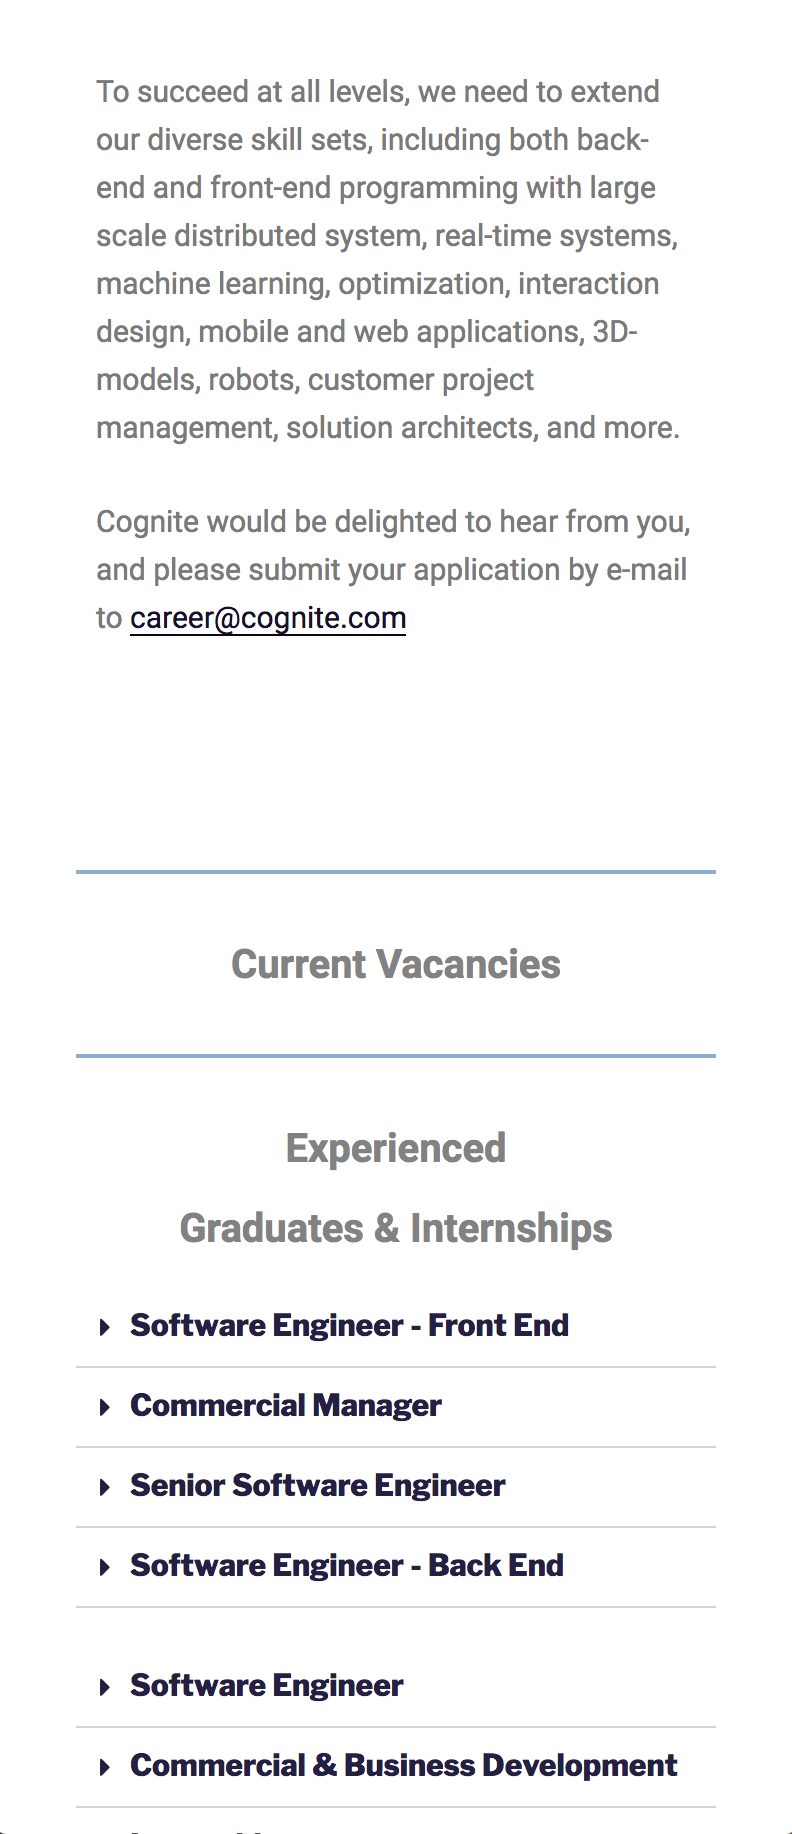 To succeed at all levels, we need to extend
our diverse skill sets, including both back-
end and front-end programming with large
scale distributed system, real-time systems,
machine learning, optimization, interaction
design, mobile and web applications, 3D-
models, robots, customer project
management, solution architects, and more.
Cognite would be delighted to hear from you,
and please submit your application by e-mail
to career@cognite.com
Current Vacancies
Experienced
Graduates & Internships
Software Engineer - Front End
Commercial Manager
Senior Software Engineer
Software Engineer - Back End
Software Engineer
Commercial & Business Development